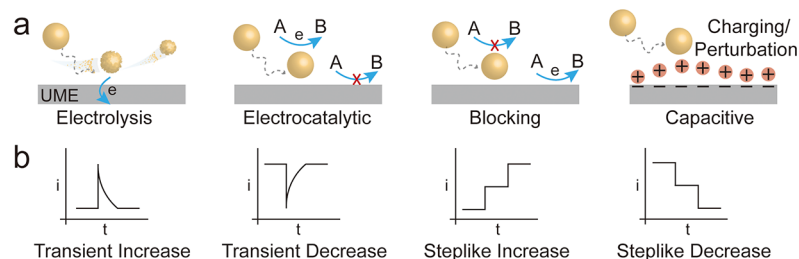 a
A e B
A B
A B
A e B
Charging/
Perturbation
UME e
+ + + + + + +
− − − − − − −
Electrolysis Electrocatalytic Blocking Capacitive
b
i i i i
t t t t
Transient Increase Transient Decrease Steplike Increase Steplike Decrease